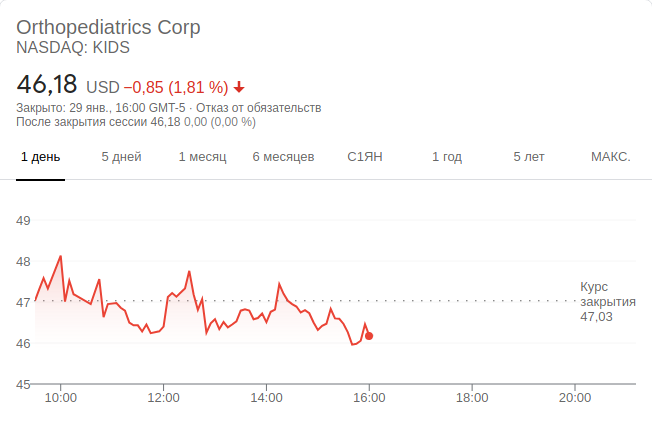 Orthopediatrics Corp
NASDAQ: KIDS
46,18 USD −0,85 (1,81 %)
Закрыто: 29 янв., 16:00 GMT-5 · Отказ от обязательств
После закрытия сессии 46,18 0,00 (0,00 %)
1 день 5 дней 1 месяц 6 месяцев С1ЯН 1 год 5 лет МАКС.
49
48
Курс
47 закрытия
47,03
46
45
10:00 12:00 14:00 16:00 18:00 20:00